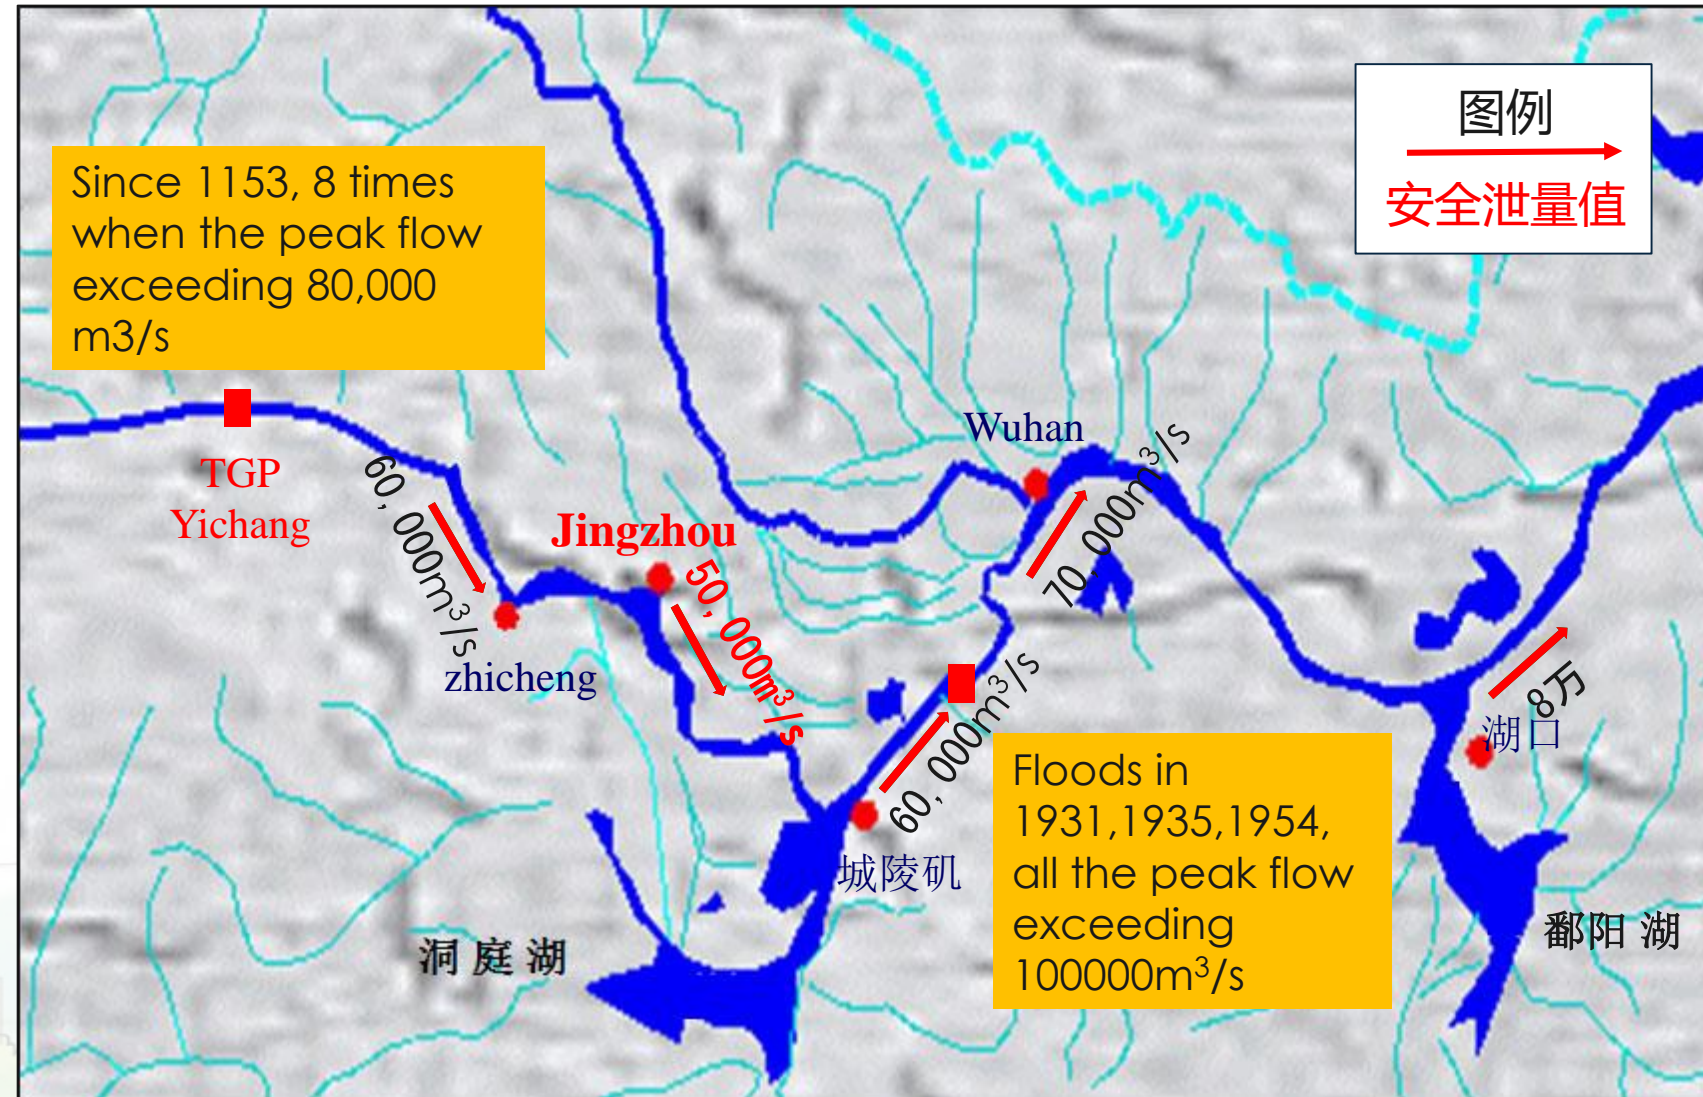 图例
安全泄量值
Since 1153, 8 times
when the peak flow
exceeding 80,000
m3/s
TGP
Yichang
60,000m³/s
zhicheng
Jingzhou
50,000m³/s
Wuhan
70,000m³/s
60,000m³/s
城陵矶
洞庭湖
Floods in
1931,1935,1954,
all the peak flow
exceeding
100000m³/s
8万
湖口
鄱阳 湖